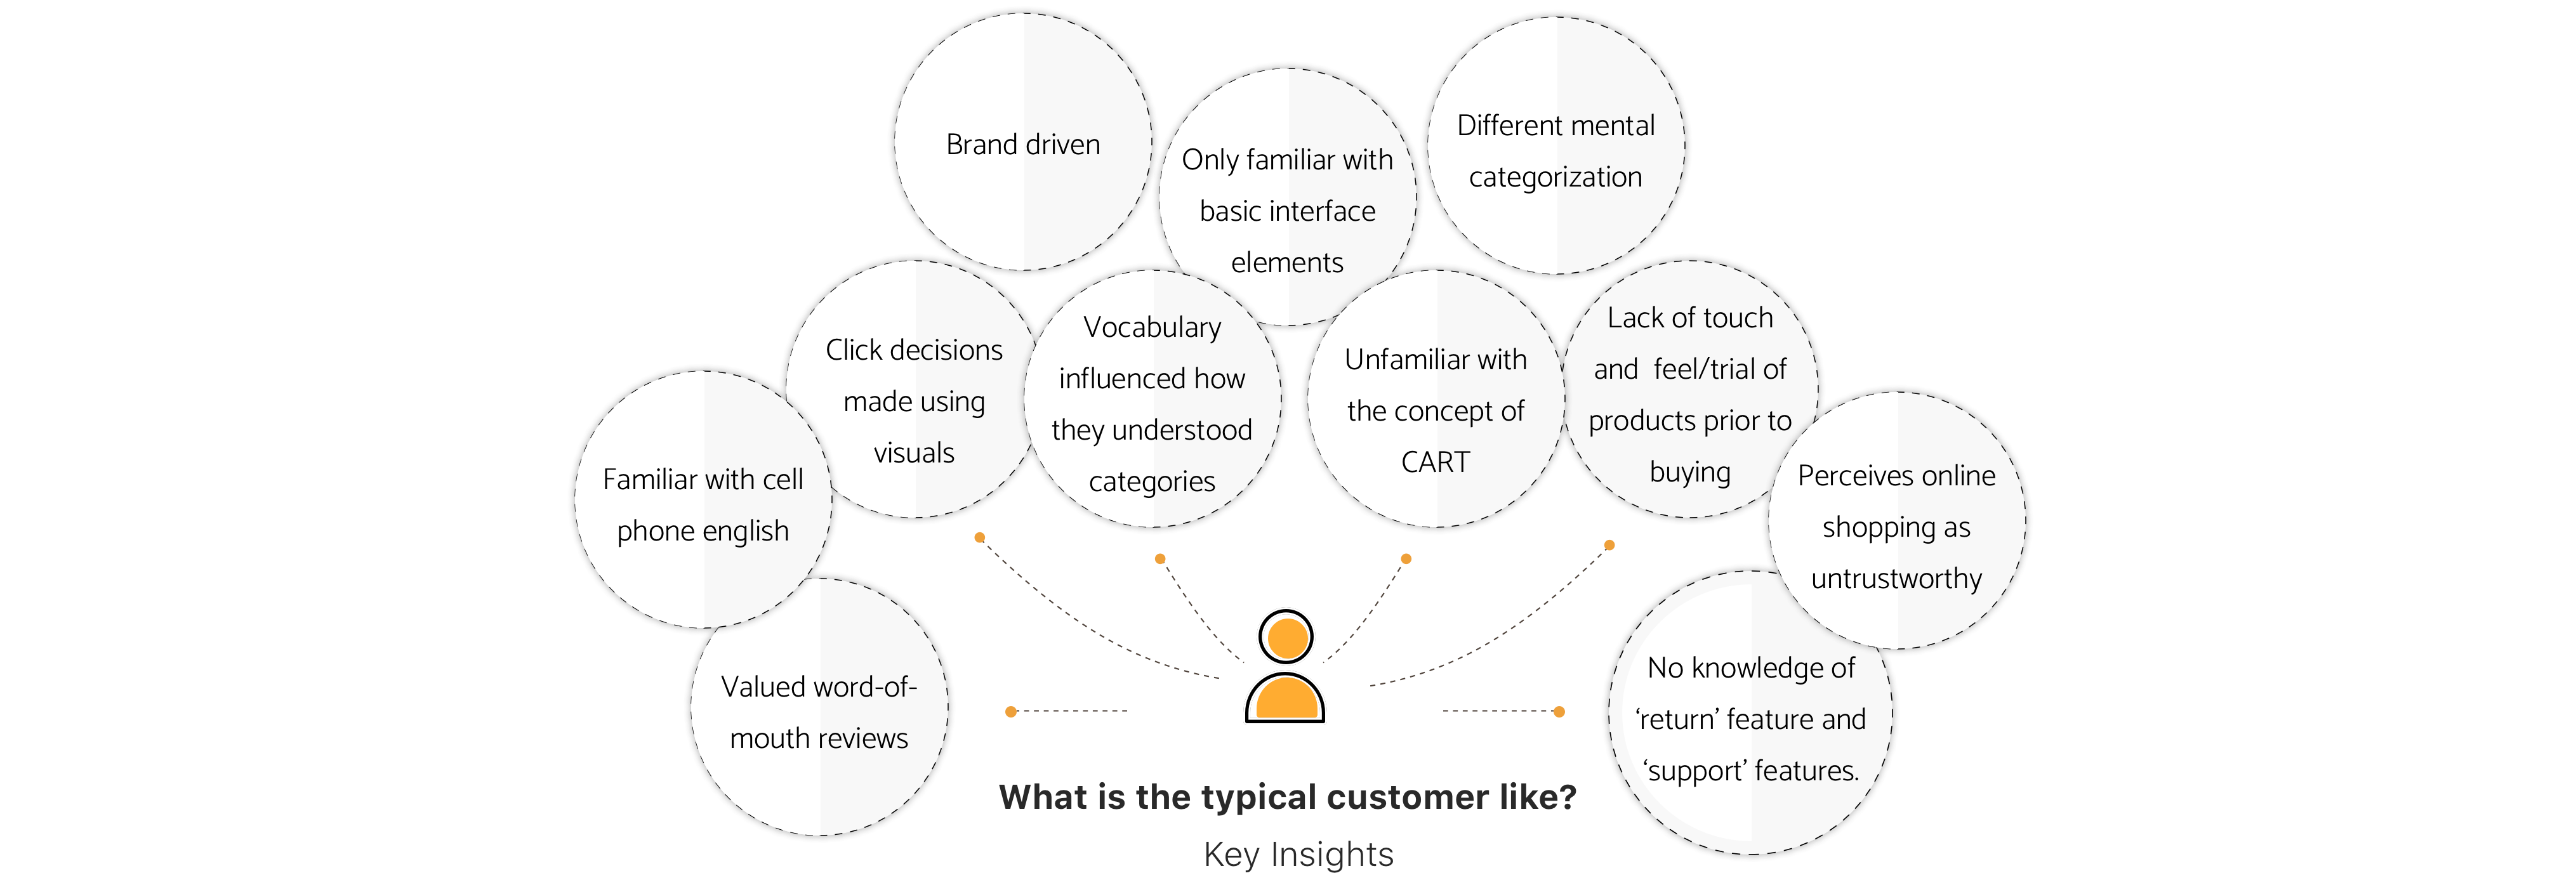 Brand driven
Only familiar with
basic interface
elements
Different mental
categorization
Click decisions
made using
visuals
Vocabulary
influenced how
they understood
categories
Unfamiliar with
the concept of
CART
Lack of touch
and  feel/trial of
products prior to
buying
Familiar with cell
phone english
Perceives online
shopping as
untrustworthy
Valued word-of-
mouth reviews
No knowledge of
‘return’ feature and
‘support’ features.
What is the typical customer like?
Key Insights